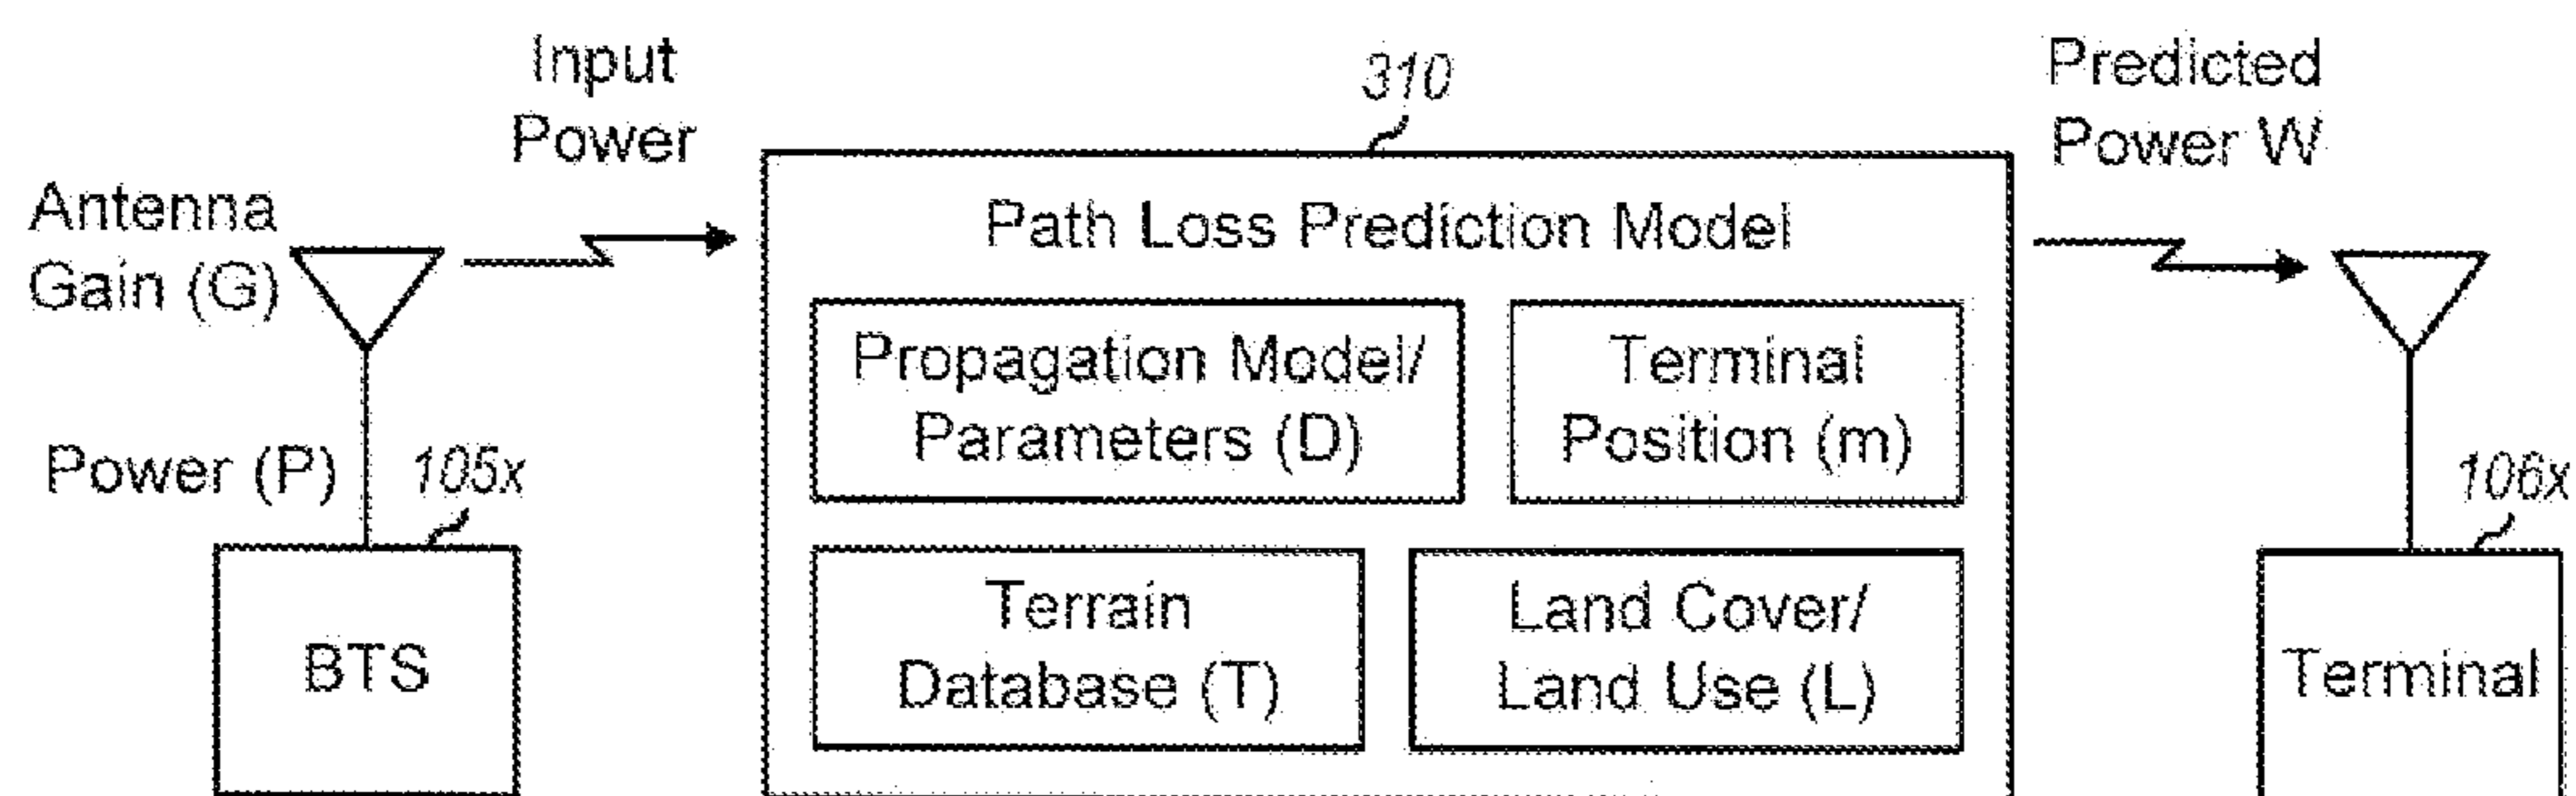 Input
Power
310
Predicted
Power W
Antenna
Gain (G)
Path Loss Prediction Model
Propagation Model/
Parameters (D)
Terminal
Position (m)
Power (P)
105x
106x
Terrain
Database (T)
Land Cover/
Land Use (L)
BTS
Terminal